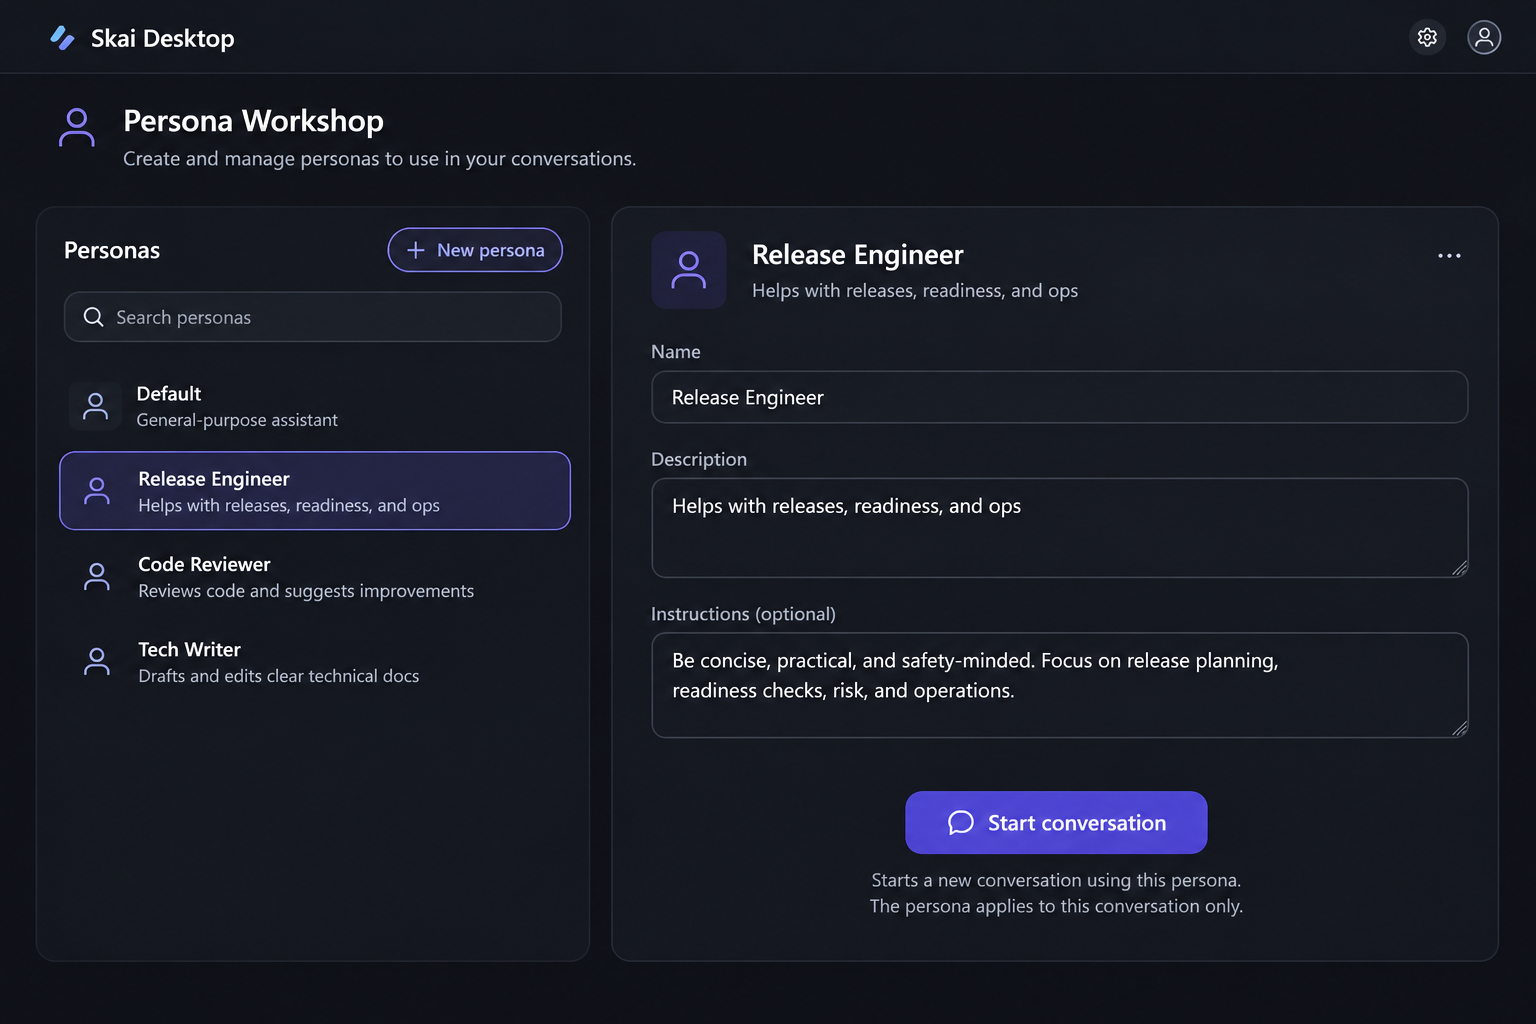 Skai Desktop
Persona Workshop
Create and manage personas to use in your conversations.
Personas
New persona
Search personas
Default
General-purpose assistant
Release Engineer
Helps with releases, readiness, and ops
Code Reviewer
Reviews code and suggests improvements
Tech Writer
Drafts and edits clear technical docs
Release Engineer
Helps with releases, readiness, and ops
Name
Release Engineer
Description
Helps with releases, readiness, and ops
Instructions (optional)
Be concise, practical, and safety-minded. Focus on release planning,
readiness checks, risk, and operations.
Start conversation
Starts a new conversation using this persona.
The persona applies to this conversation only.